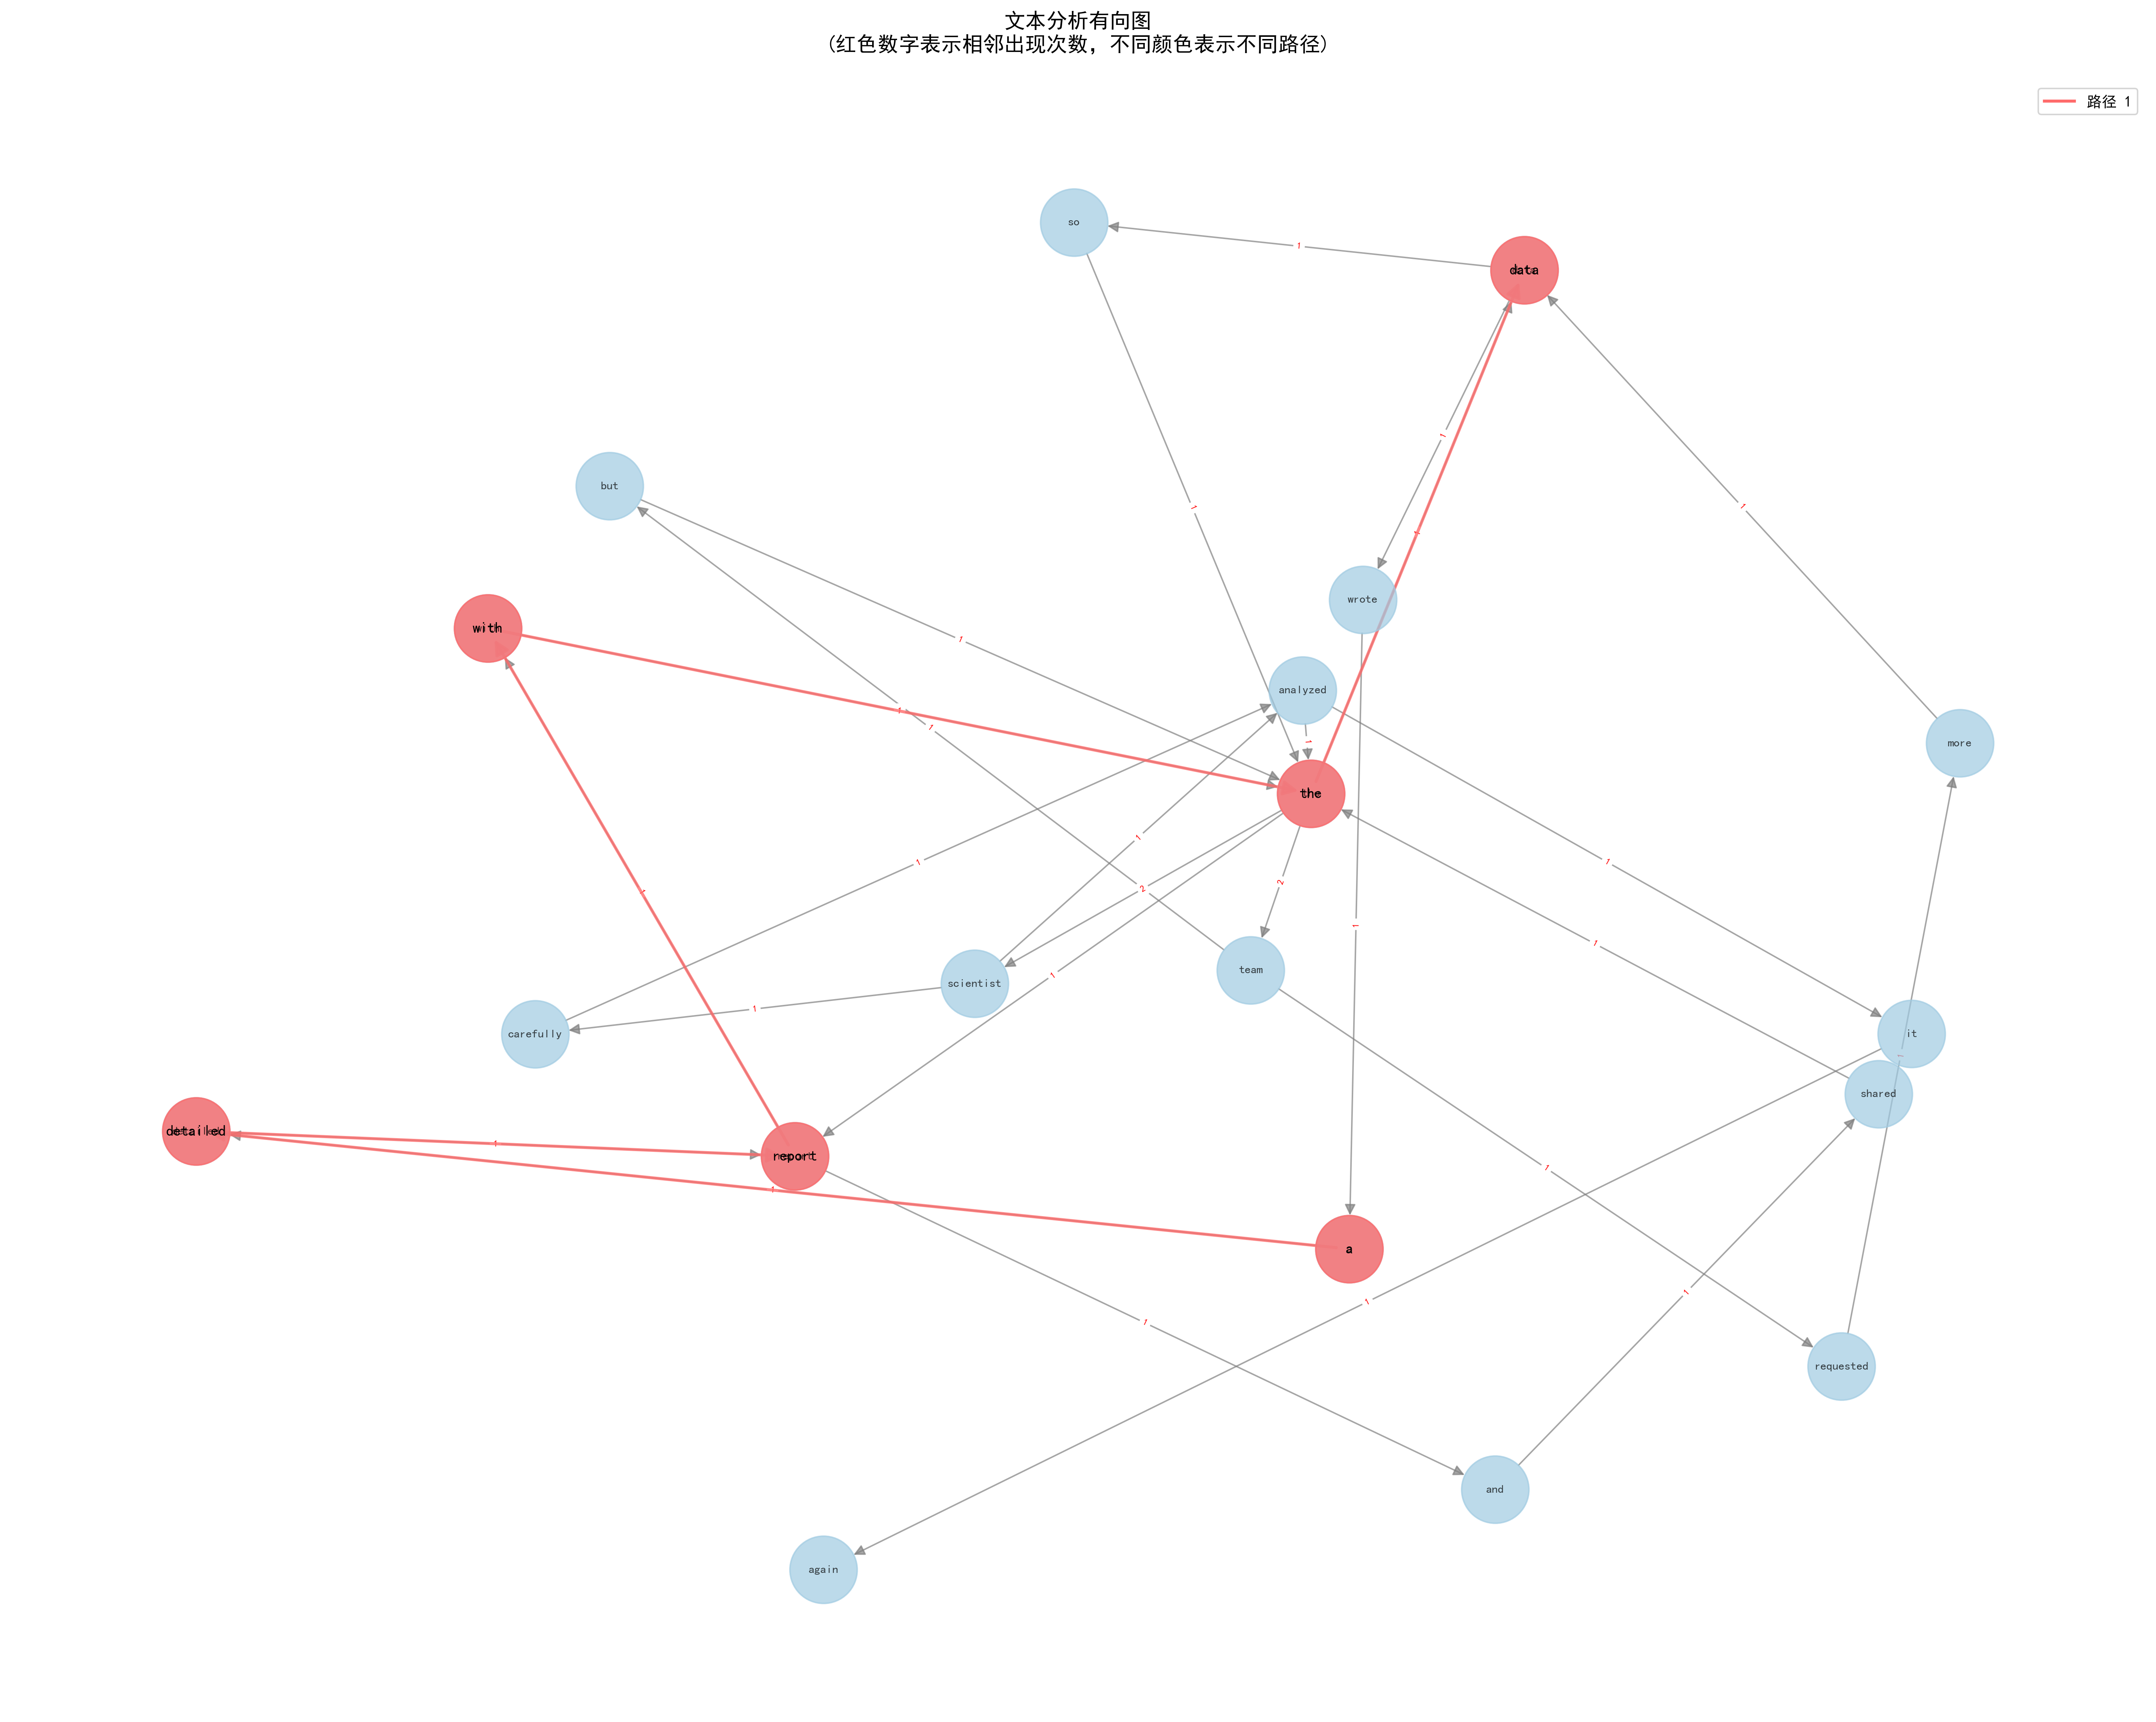 文本分析有向图
(红色数字表示相邻出现次数，不同颜色表示不同路径)
路径 1
so
data
1
1
but
1
1
1
wrote
with
1
analyzed
1
1
1
1
more
the
1
1
1
2
2
1
1
1
team
1
scientist
1
carefully
1
it
1
shared
detailed
1
report
1
1
a
1
1
1
requested
and
again